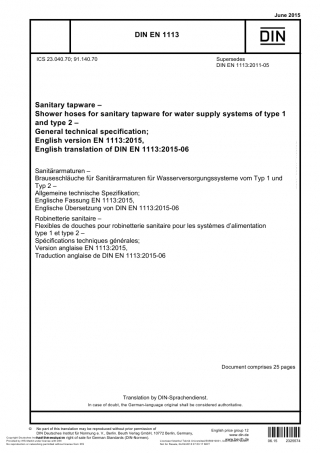 June 2015
DIN EN 1113
DIN
ICS 23.040.70; 91.140.70
Supersedes
DIN EN 1113:2011-05
Sanitary tapware –
Shower hoses for sanitary tapware for water supply systems of type 1
and type 2 –
General technical specification;
English version EN 1113:2015,
English translation of DIN EN 1113:2015-06
Sanitärarmaturen –
Brauseschläuche für Sanitärarmaturen für Wasserversorgungssysteme vom Typ 1 und
Typ 2 –
Allgemeine technische Spezifikation;
Englische Fassung EN 1113:2015,
Englische Übersetzung von DIN EN 1113:2015-06
Robinetterie sanitaire –
Flexibles de douches pour robinetterie sanitaire pour les systèmes d'alimentation
type 1 et type 2 –
Spécifications techniques générales;
Version anglaise EN 1113:2015,
Traduction anglaise de DIN EN 1113:2015-06
Document comprises 25 pages
Translation by DIN-Sprachendienst.
In case of doubt, the German-language original shall be considered authoritative.
No part of this translation may be reproduced without prior permission of
DIN Deutsches Institut für Normung e. V., Berlin. Beuth Verlag GmbH, 10772 Berlin, Germany,
has the exclusive right of sale for German Standards (DIN-Normen).
English price group 12
www.din.de
www.beuth.de